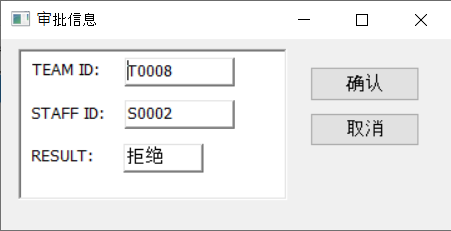 审批信息
TEAM ID: T0008
确认
STAFF ID: S0002
取消
RESULT: 拒绝